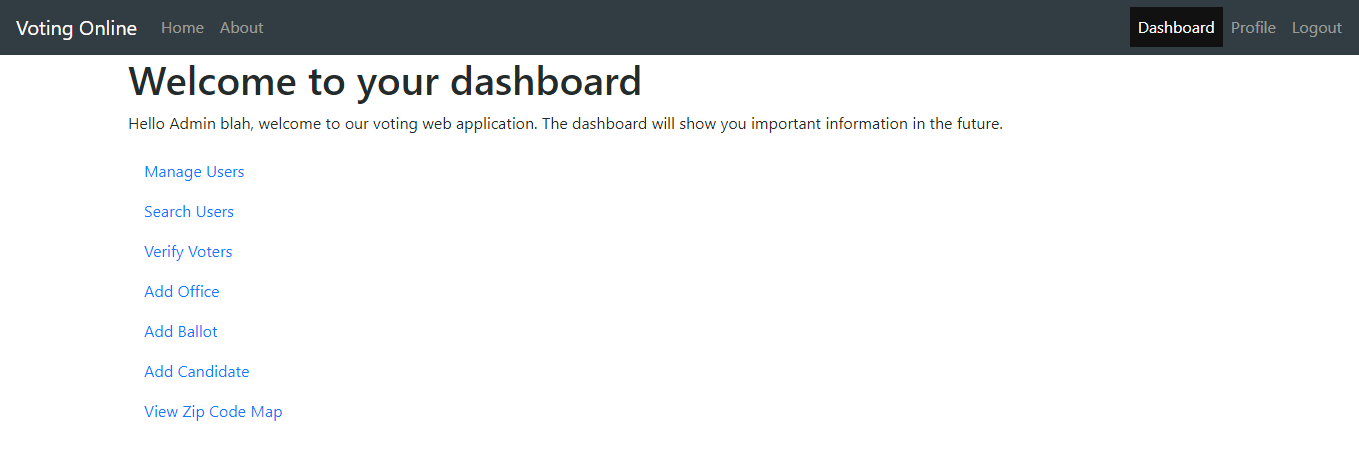 Voting Online Home About Dashboard Profile Logout
Welcome to your dashboard
Hello Admin blah, welcome to our voting web application. The dashboard will show you important information in the future.
Manage Users
Search Users
Verify Voters
Add Office
Add Ballot
Add Candidate
View Zip Code Map